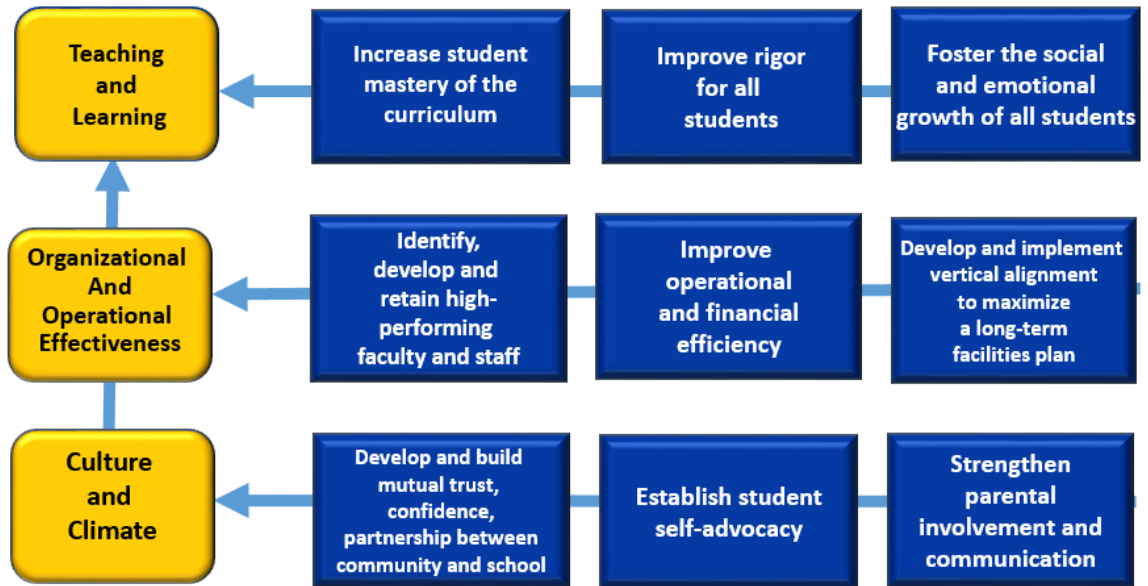 Teaching
and
Learning
Increase student
mastery of the
curriculum
Improve rigor
for all
students
Foster the social
and emotional
growth of all students
Organizational
And
Operational
Effectiveness
Identify,
develop and
retain high-
performing
faculty and staff
Improve
operational
and financial
efficiency
Develop and implement
vertical alignment
to maximize
a long-term
facilities plan
Culture
and
Climate
Develop and build
mutual trust,
confidence,
partnership between
community and school
Establish student
self-advocacy
Strengthen
parental
involvement and
communication